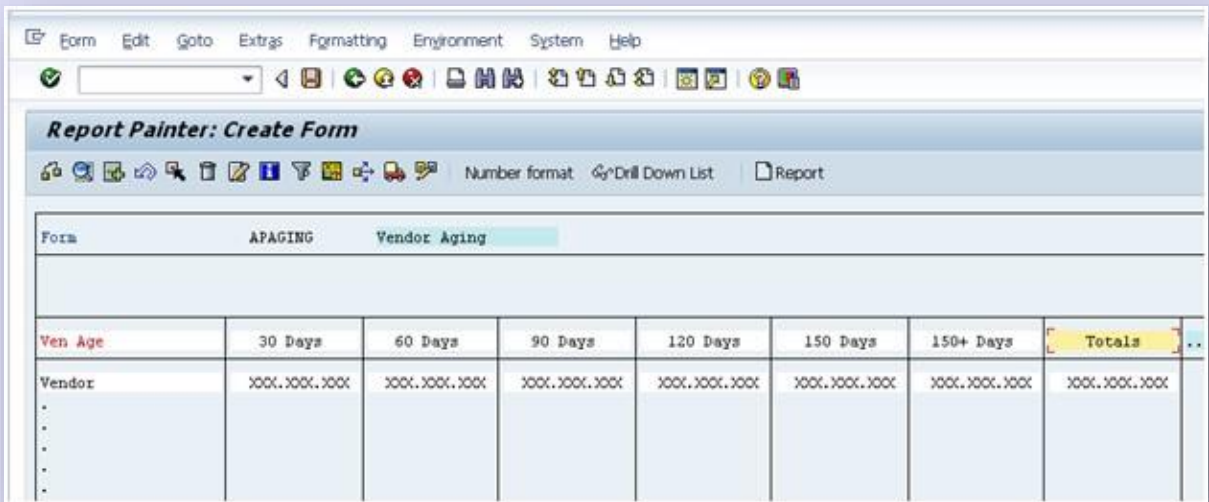 Form Edit Goto Extras Formatting Environment System Help
Report Painter: Create Form
Number format Drill Down List Report
Form APAGING Vendor Aging
Ven Age 30 Days 60 Days 90 Days 120 Days 150 Days 150+ Days Totals ..
Vendor XXX.XXX.XXX XXX.XXX.XXX XXX.XXX.XXX XXX.XXX.XXX XXX.XXX.XXX XXX.XXX.XXX XXX.XXX.XXX
.
.
.
.
.